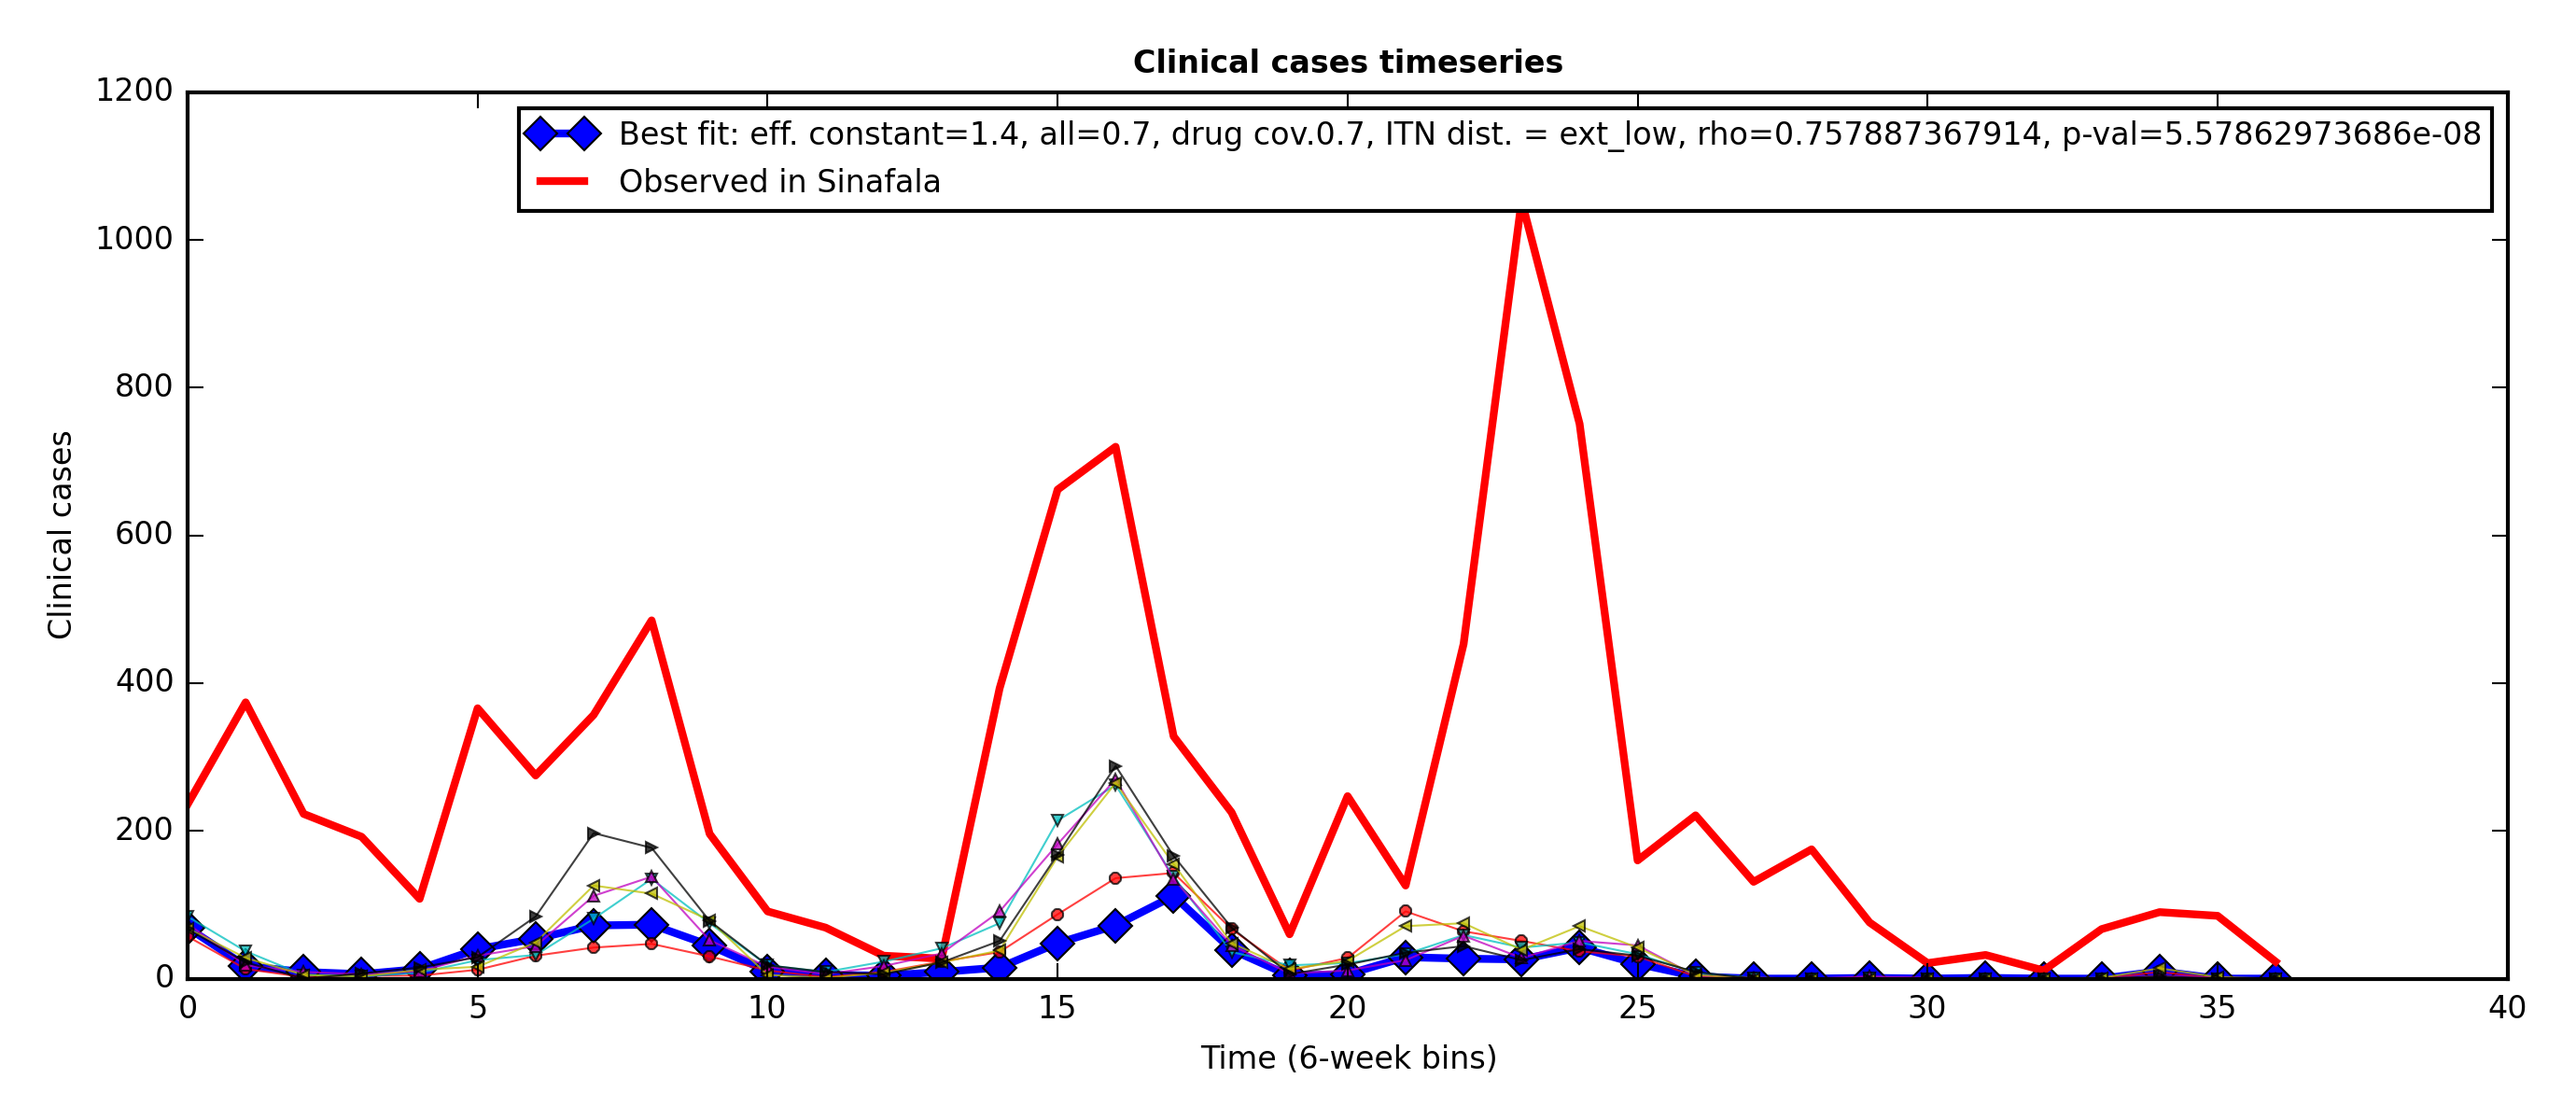 Clinical cases timeseries
Best fit: eff. constant=1.4, all=0.7, drug cov.0.7, ITN dist. = ext_low, rho=0.757887367914, p-val=5.57862973686e-08
Observed in Sinafala
1200
1000
800
600
400
200
0
Clinical cases
0 5 10 15 20 25 30 35 40
Time (6-week bins)